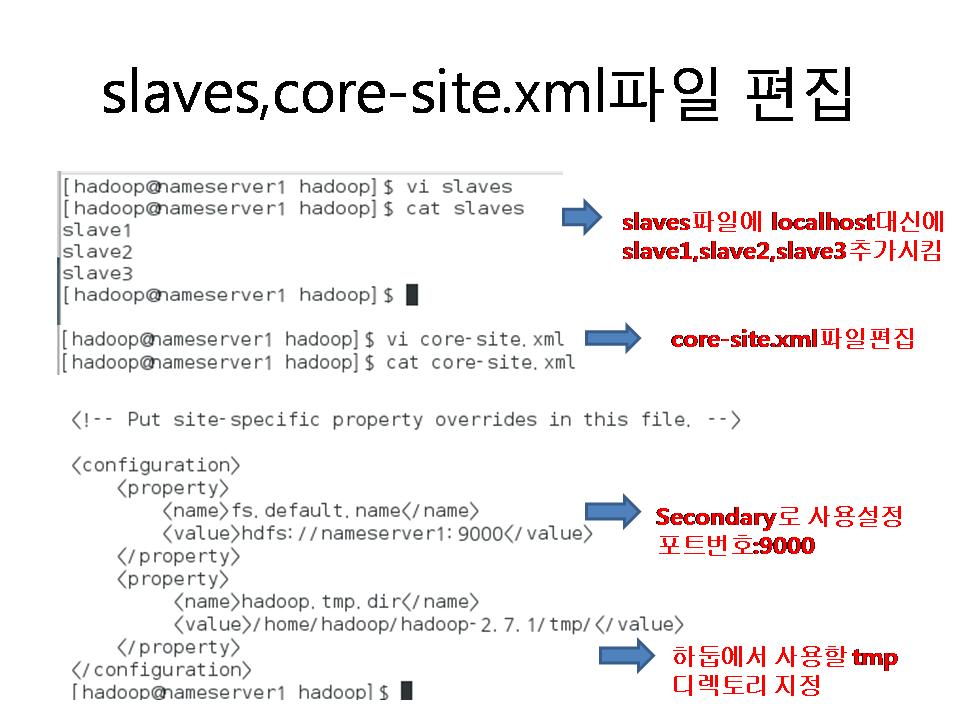 slaves,core-site.xml파일 편집
[hadoop@nameserver1 hadoop]$ vi slaves
[hadoop@nameserver1 hadoop]$ cat slaves
slave1
slave2
slave3
[hadoop@nameserver1 hadoop]$
slaves파일에 localhost대신에
slave1,slave2,slave3추가시킴
[hadoop@nameserver1 hadoop]$ vi core-site.xml
[hadoop@nameserver1 hadoop]$ cat core-site.xml
core-site.xml파일편집
<!-- Put site-specific property overrides in this file. -->
<configuration>
<property>
<name>fs.default.name</name>
<value>hdfs://nameserver1:9000</value>
</property>
<property>
<name>hadoop.tmp.dir</name>
<value>/home/hadoop/hadoop-2.7.1/tmp/</value>
</property>
</configuration>
[hadoop@nameserver1 hadoop]$
Secondary로 사용설정
포트번호:9000
하둡에서 사용할 tmp
디렉토리 지정